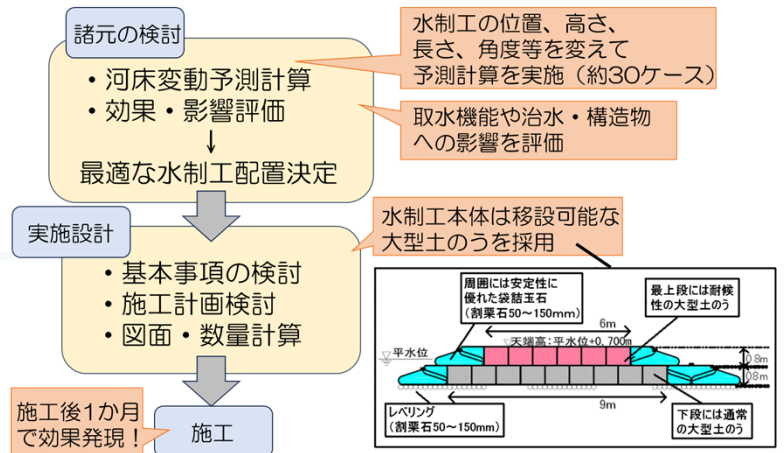 諸元の検討
・河床変動予測計算
・効果・影響評価
↓
最適な水制工配置決定
水制工の位置、高さ、
長さ、角度等を変えて
予測計算を実施（約30ケース）
取水機能や治水・構造物
への影響を評価
実施設計
・基本事項の検討
・施工計画検討
・図面・数量計算
水制工本体は移設可能な
大型土のうを採用
周囲には安定性に
優れた袋詰玉石
（割栗石50～150mm）
最上段には耐候
性の大型土のう
6m
天端高：平水位+0.700m
平水位
0.8m
0.8m
9m
レベリング
（割栗石50～150mm）
下段には通常
の大型土のう
施工後1か月
で効果発現！
施工